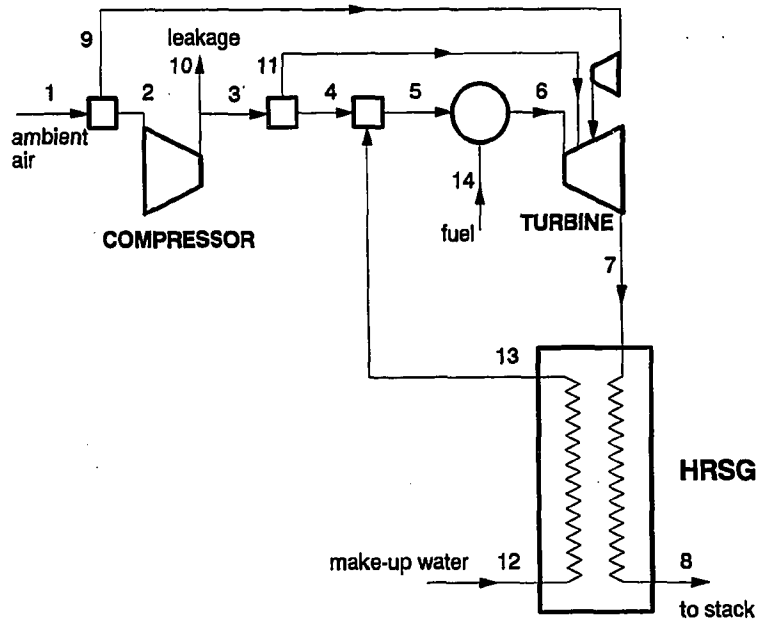 9
leakage
10
11
1
2
3
4
5
6
ambient
air
COMPRESSOR
14
fuel
TURBINE
7
13
HRSG
make-up water
12
8
to stack